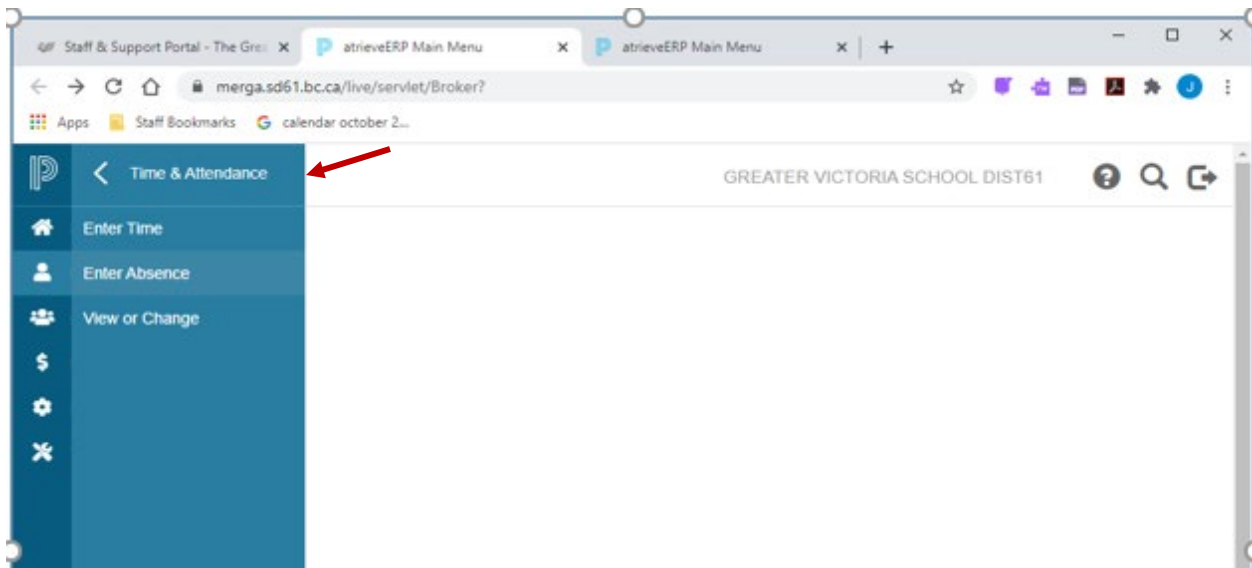 Staff & Support Portal - The Gre
atrieveERP Main Menu
atrieveERP Main Menu
merga.sd61.bc.ca/live/servlet/Broker?
Apps
Staff Bookmarks
calendar october 2...
Time & Attendance
GREATER VICTORIA SCHOOL DIST61
Enter Time
Enter Absence
View or Change